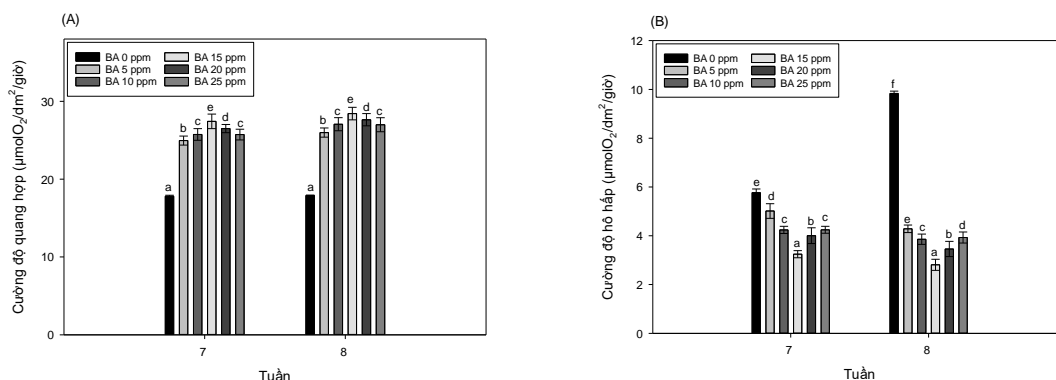 (A)
Cường độ quang hợp (µmolO2/dm2/giờ)
30
20
10
0
BA 0 ppm
BA 5 ppm
BA 10 ppm
BA 15 ppm
BA 20 ppm
BA 25 ppm
a b c e d c
a b c e d c
7 8
Tuần
(B)
Cường độ hô hấp (µmolO2/dm2/giờ)
12
10
8
6
4
2
0
BA 0 ppm
BA 5 ppm
BA 10 ppm
BA 15 ppm
BA 20 ppm
BA 25 ppm
e d c a b c
f e c a b d
7 8
Tuần